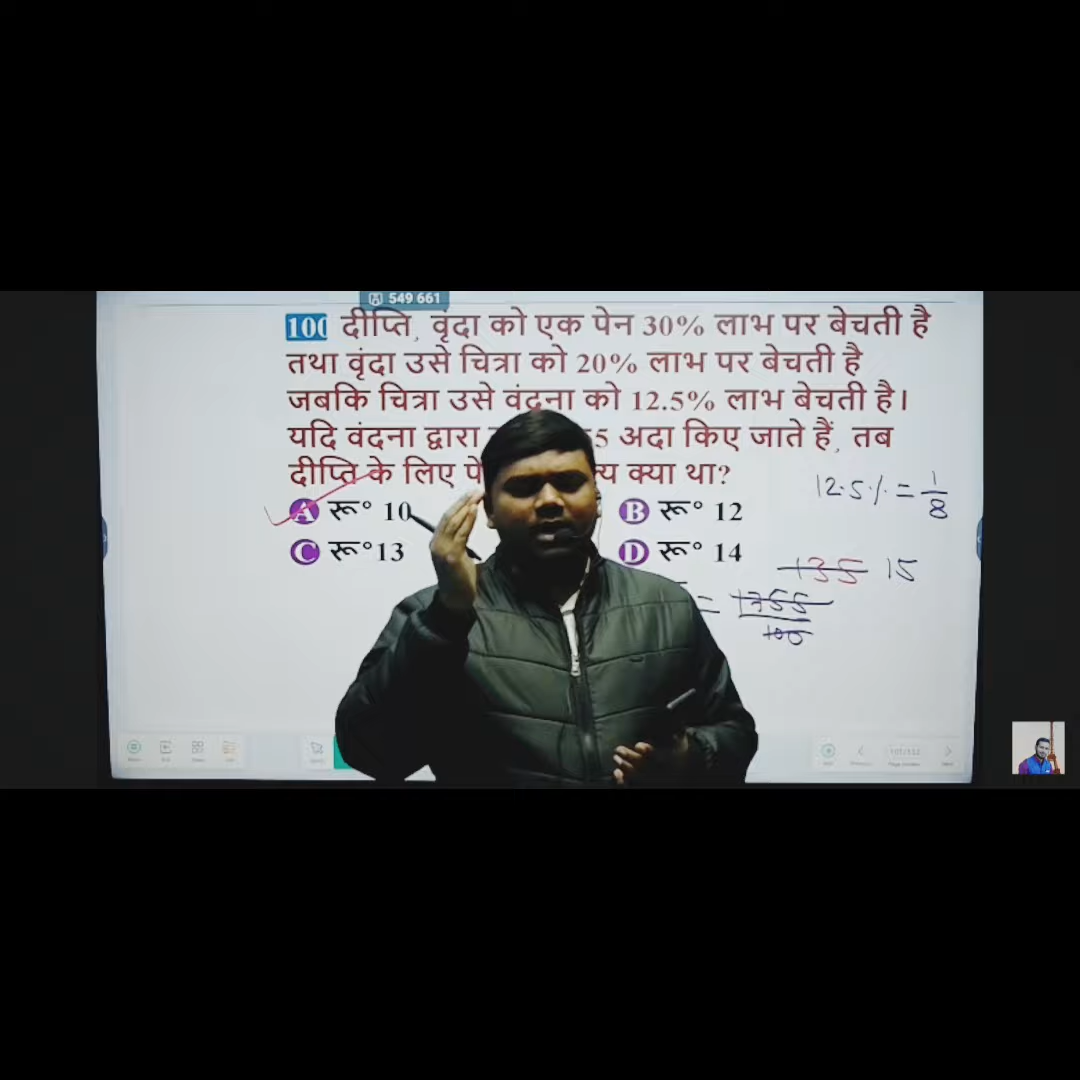 549 661
100 दीप्ति, वृंदा को एक पेन 30% लाभ पर बेचती है
तथा वृंदा उसे चित्रा को 20% लाभ पर बेचती है
जबकि चित्रा उसे वंदना को 12.5% लाभ बेचती है।
यदि वंदना द्वारा 5 अदा किए जाते हैं, तब
दीप्ति के लिए पे य क्या था?
A रू° 10 B रू° 12
C रू°13 D रू° 14
12.5% = 1/8
135 15
= 1755/100